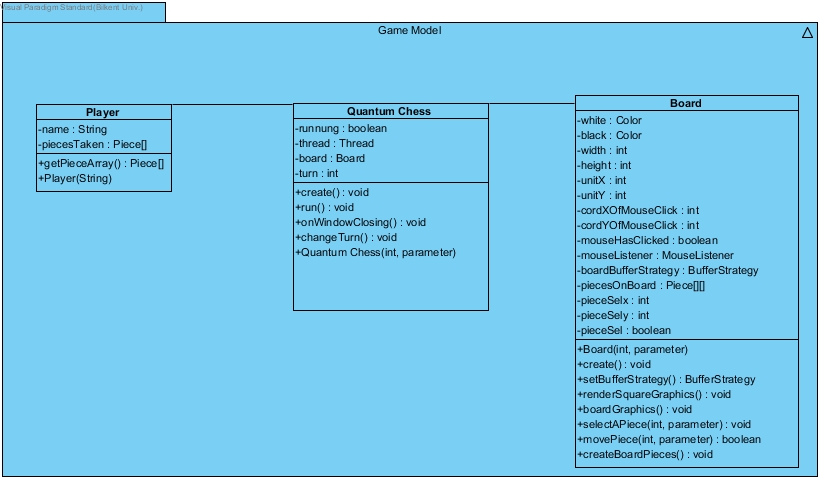 Visual Paradigm Standard(Bilkent Univ.)
Game Model
Player
-name : String
-piecesTaken : Piece[]
+getPieceArray() : Piece[]
+Player(String)
Quantum Chess
-runnung : boolean
-thread : Thread
-board : Board
-turn : int
+create() : void
+run() : void
+onWindowClosing() : void
+changeTurn() : void
+Quantum Chess(int, parameter)
Board
-white : Color
-black : Color
-width : int
-height : int
-unitX : int
-unitY : int
-cordXOfMouseClick : int
-cordYOfMouseClick : int
-mouseHasClicked : boolean
-mouseListener : MouseListener
-boardBufferStrategy : BufferStrategy
-piecesOnBoard : Piece[][]
-pieceSelx : int
-pieceSely : int
-pieceSel : boolean
+Board(int, parameter)
+create() : void
+setBufferStrategy() : BufferStrategy
+renderSquareGraphics() : void
+boardGraphics() : void
+selectAPiece(int, parameter) : void
+movePiece(int, parameter) : boolean
+createBoardPieces() : void